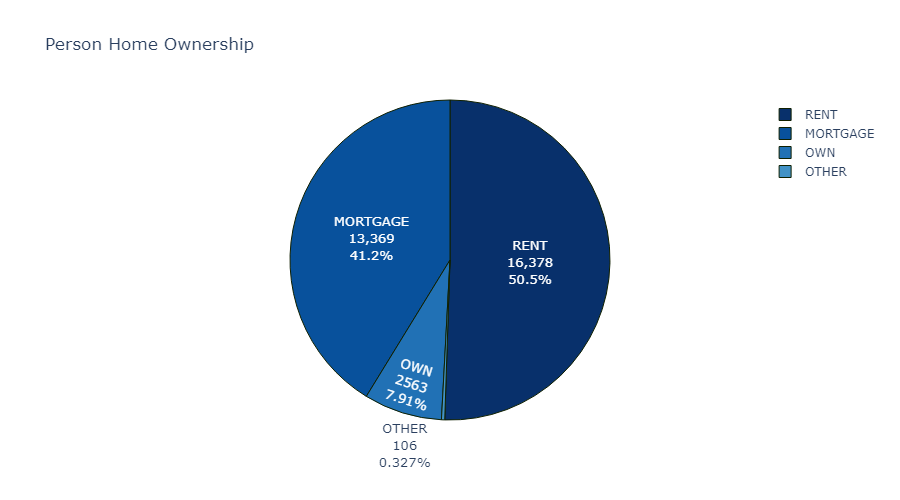 Person Home Ownership
RENT
MORTGAGE
OWN
OTHER
MORTGAGE
13,369
41.2%
RENT
16,378
50.5%
OWN
2563
7.91%
OTHER
106
0.327%